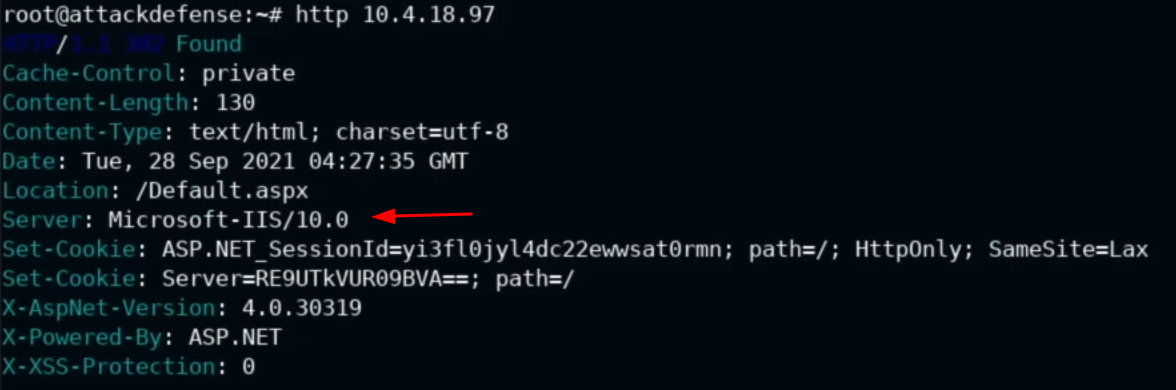 root@attackdefense:~# http 10.4.18.97
HTTP/1.1 302 Found
Cache-Control: private
Content-Length: 130
Content-Type: text/html; charset=utf-8
Date: Tue, 28 Sep 2021 04:27:35 GMT
Location: /Default.aspx
Server: Microsoft-IIS/10.0
Set-Cookie: ASP.NET_SessionId=yi3fl0jyl4dc22ewwsat0rmn; path=/; HttpOnly; SameSite=Lax
Set-Cookie: Server=RE9UTkVUR09BVA==; path=/
X-AspNet-Version: 4.0.30319
X-Powered-By: ASP.NET
X-XSS-Protection: 0